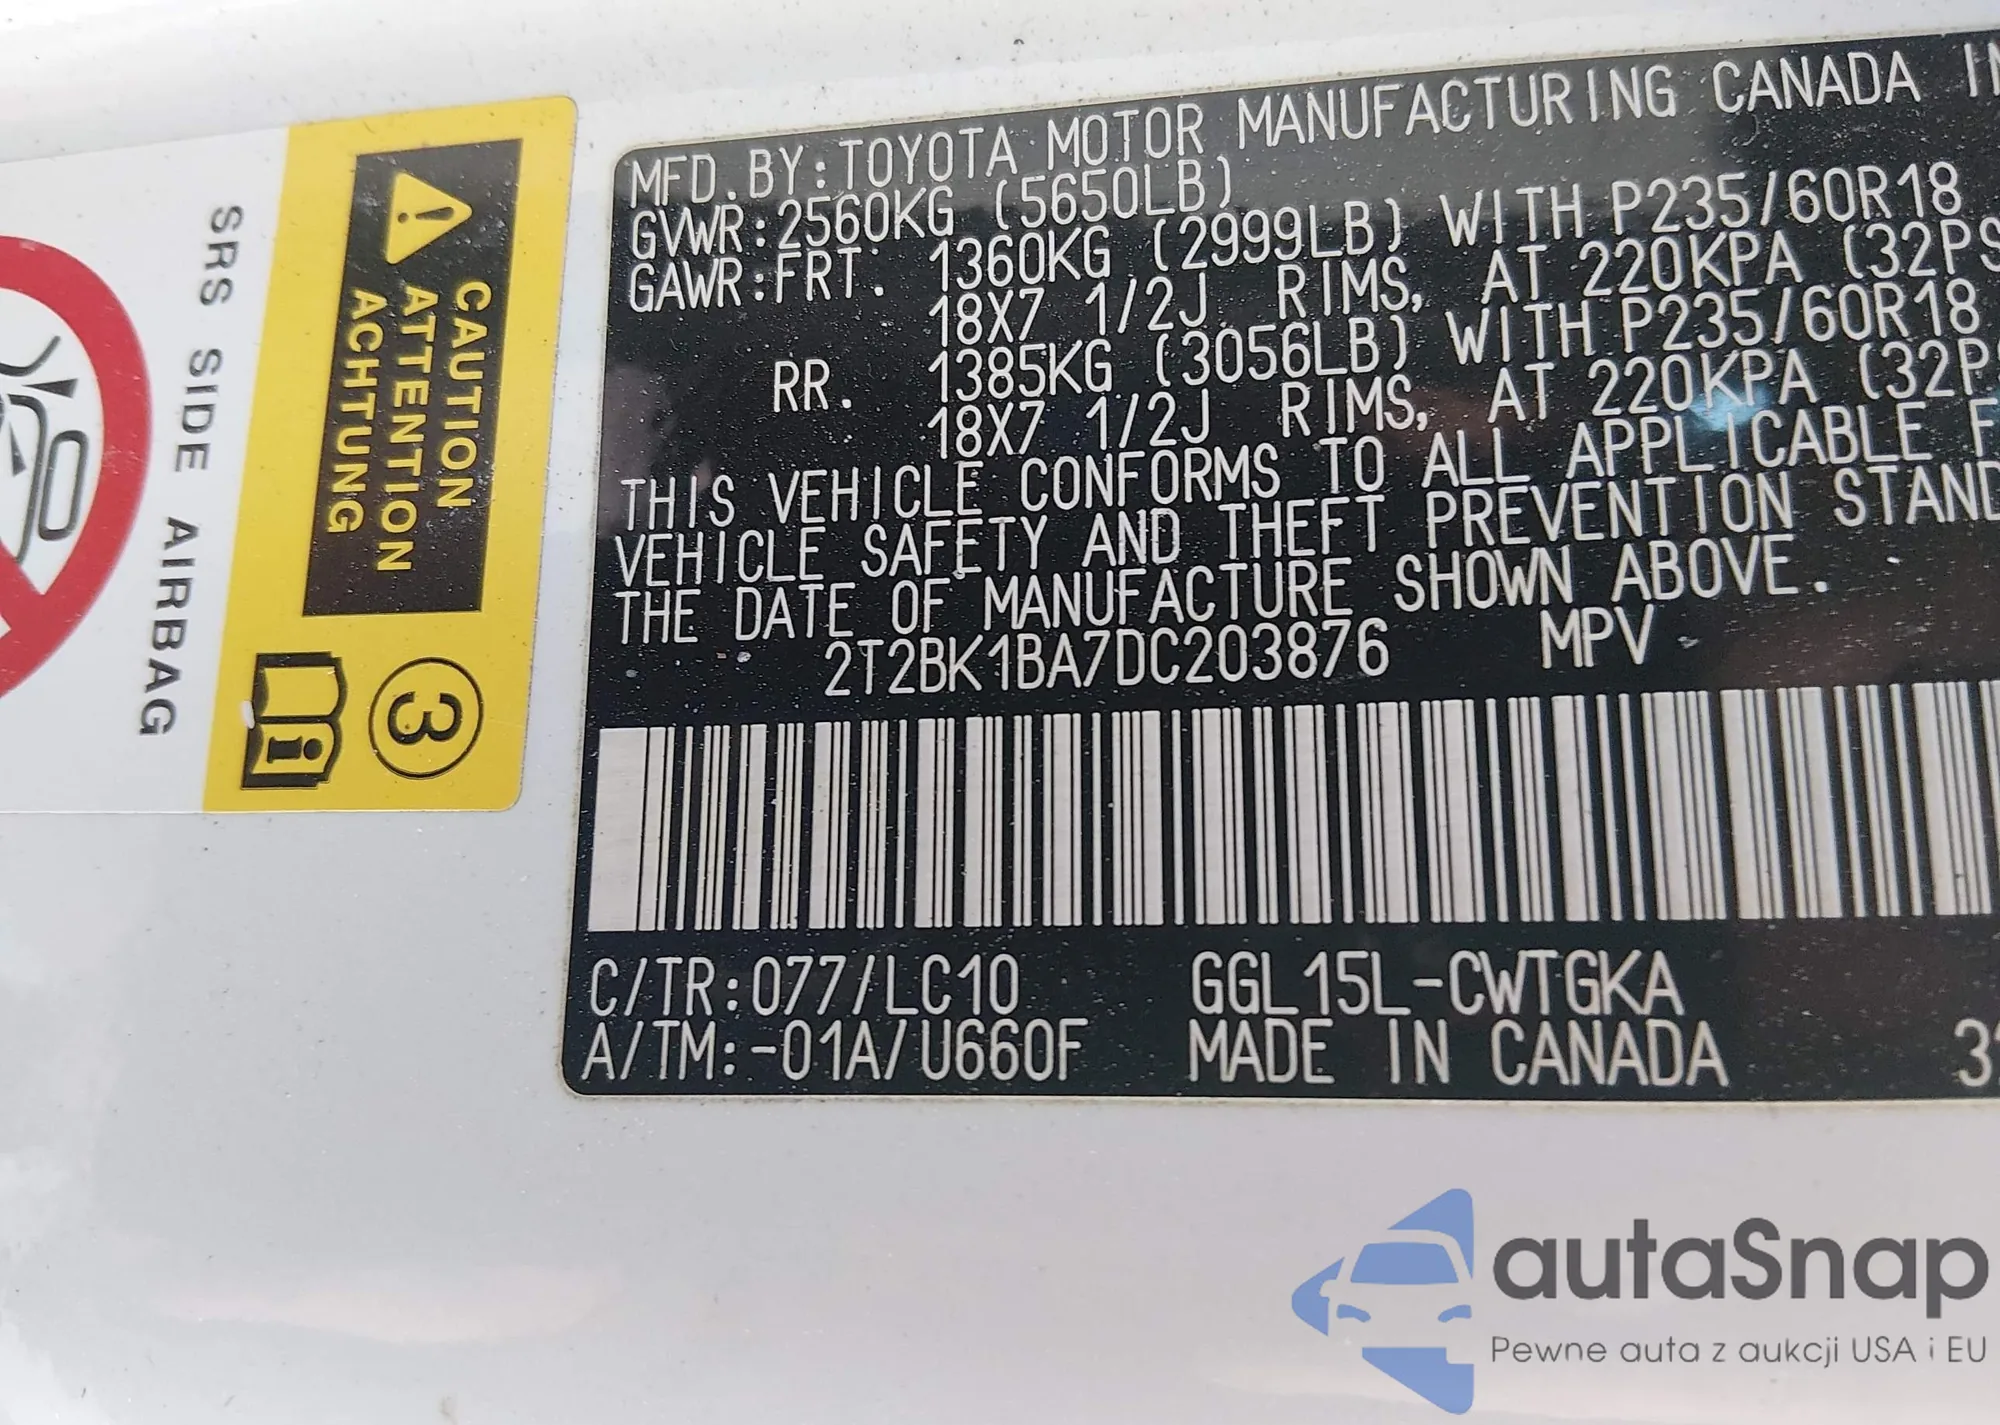 SRS SIDE AIRBAG
CAUTION
ATTENTION
ACHTUNG
3
i
MFD.BY:TOYOTA MOTOR MANUFACTURING CANADA
GVWR:2560KG (5650LB)
GAWR:FRT. 1360KG (2999LB) WITH P235/60R18
18X7 1/2J RIMS, AT 220KPA (32PS
RR. 1385KG (3056LB) WITH P235/60R18
18X7 1/2J RIMS, AT 220KPA (32PS
THIS VEHICLE CONFORMS TO ALL APPLICABLE F
VEHICLE SAFETY AND THEFT PREVENTION STAND
THE DATE OF MANUFACTURE SHOWN ABOVE.
2T2BK1BA7DC203876 MPV
C/TR:077/LC10 GGL15L-CWTGKA
A/TM:-01A/U660F MADE IN CANADA
autaSnap
Pewne auta z aukcji USA i EU